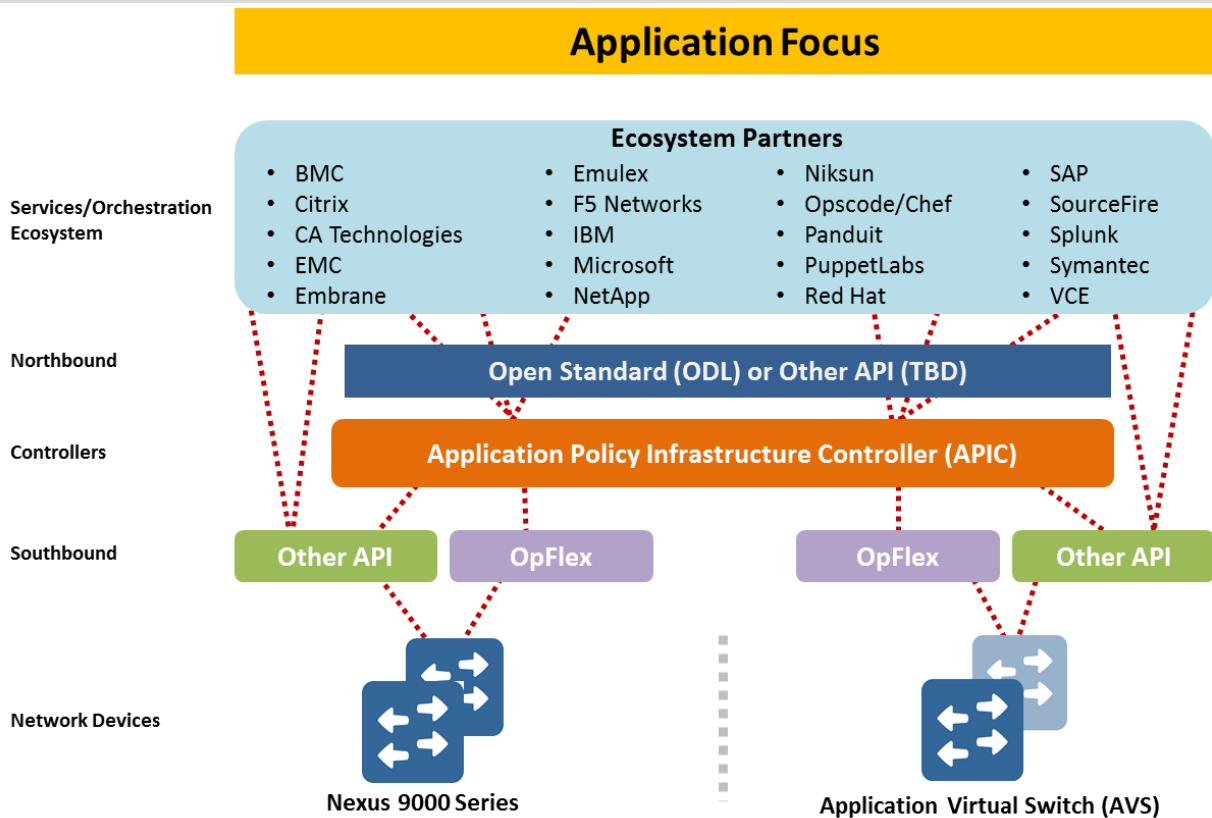 Application Focus
Services/Orchestration
Ecosystem
Ecosystem Partners
• BMC
• Citrix
• CA Technologies
• EMC
• Embrane
• Emulex
• F5 Networks
• IBM
• Microsoft
• NetApp
• Niksun
• Opscode/Chef
• Panduit
• PuppetLabs
• Red Hat
• SAP
• SourceFire
• Splunk
• Symantec
• VCE
Northbound
Open Standard (ODL) or Other API (TBD)
Controllers
Application Policy Infrastructure Controller (APIC)
Southbound
Other API
OpFlex
OpFlex
Other API
Network Devices
Nexus 9000 Series
Application Virtual Switch (AVS)